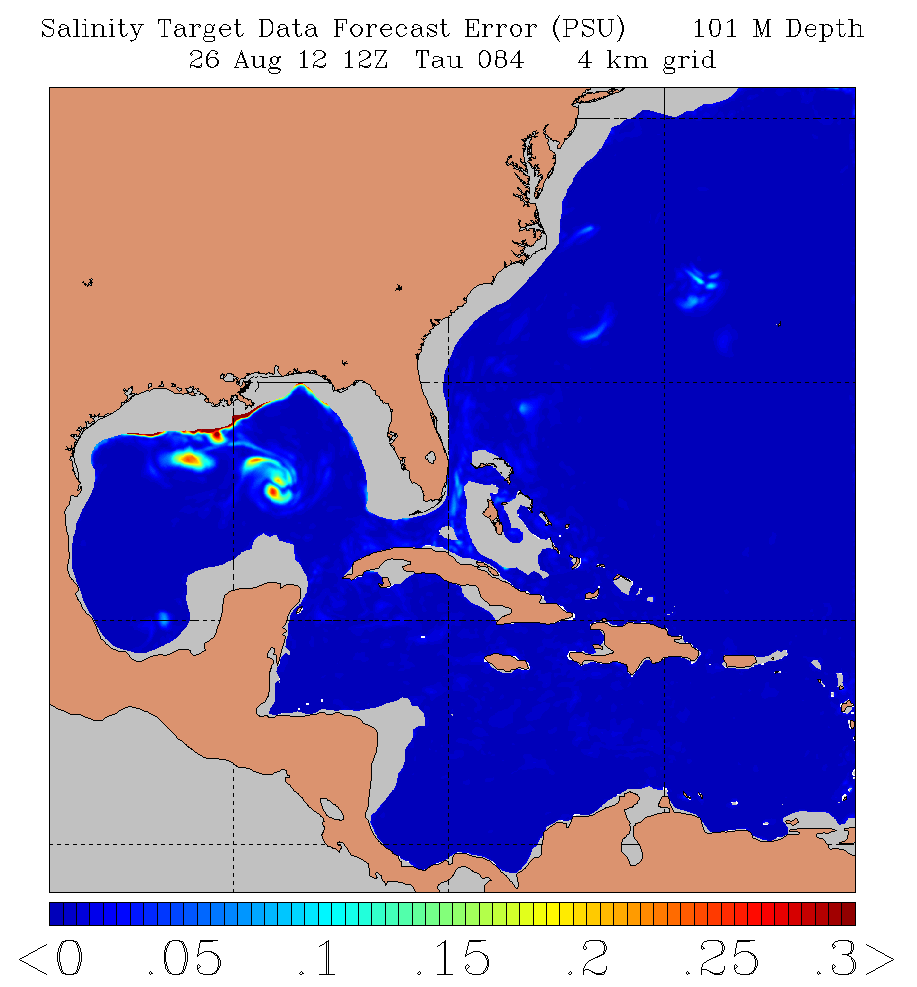 Salinity Target Data Forecast Error (PSU) 101 M Depth
26 Aug 12 12Z Tau 084 4 km grid
<0 .05 .1 .15 .2 .25 .3>